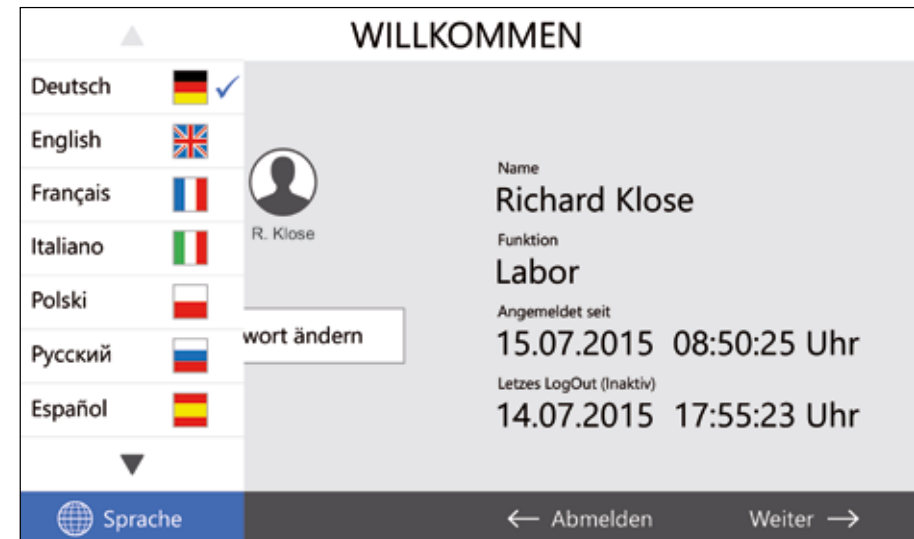 WILLKOMMEN
Deutsch
English
Français
Italiano
Polski
Русский
Español
R. Klose
wort ändern
Name
Richard Klose
Funktion
Labor
Angemeldet seit
15.07.2015 08:50:25 Uhr
Letzes LogOut (Inaktiv)
14.07.2015 17:55:23 Uhr
Sprache
← Abmelden
Weiter →